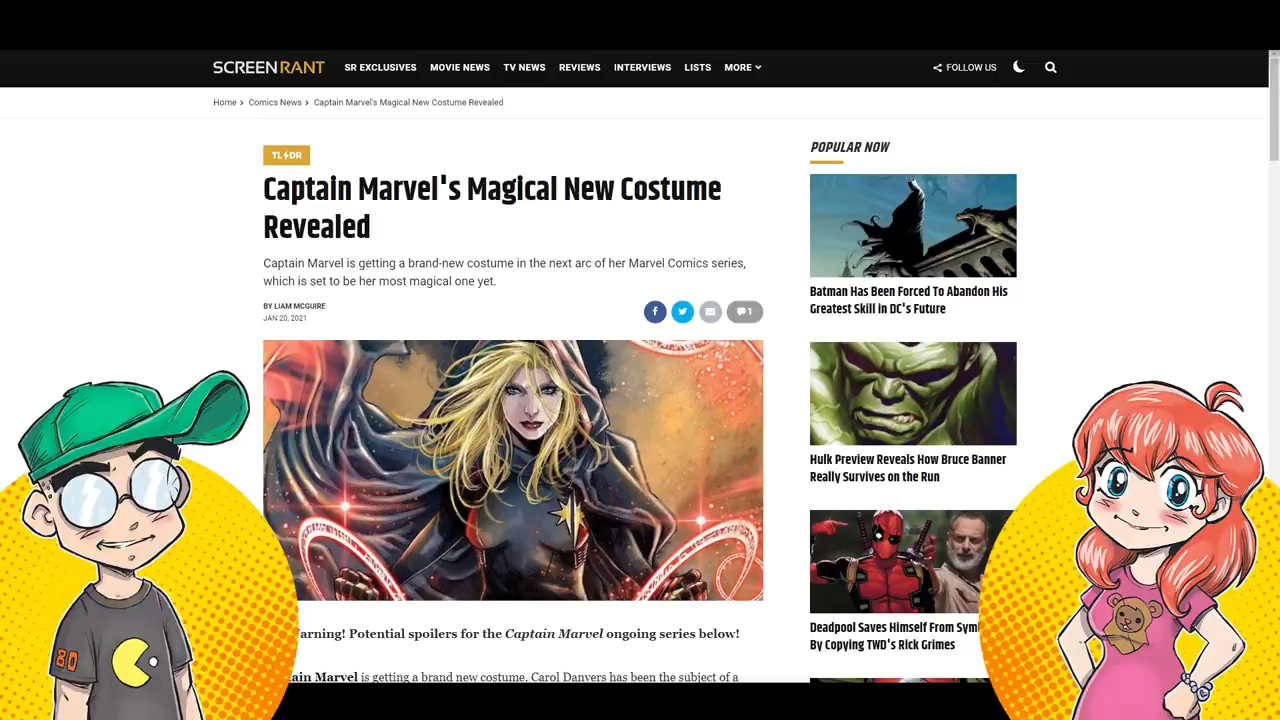 SCREENRANT
SR EXCLUSIVES MOVIE NEWS TV NEWS REVIEWS INTERVIEWS LISTS MORE
FOLLOW US
Home > Comics News > Captain Marvel's Magical New Costume Revealed
TL DR
Captain Marvel's Magical New Costume
Revealed
Captain Marvel is getting a brand-new costume in the next arc of her Marvel Comics series,
which is set to be her most magical one yet.
BY LIAM MCGUIRE
JAN 20, 2021
1
arning! Potential spoilers for the Captain Marvel ongoing series below!
ain Marvel is getting a brand new costume. Carol Danvers has been the subject of a
POPULAR NOW
Batman Has Been Forced To Abandon His
Greatest Skill in DC's Future
Hulk Preview Reveals How Bruce Banner
Really Survives on the Run
Deadpool Saves Himself From Sym
By Copying TWD's Rick Grimes
80